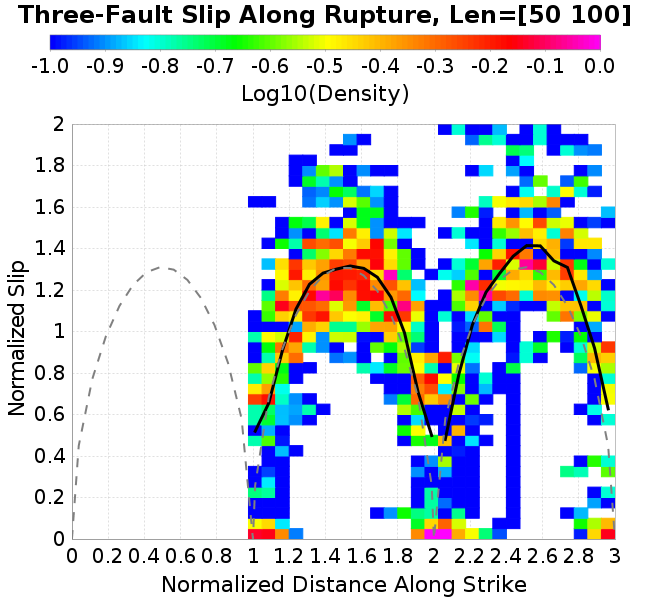 Three-Fault Slip Along Rupture, Len=[50 100]
-1.0 -0.9 -0.8 -0.7 -0.6 -0.5 -0.4 -0.3 -0.2 -0.1 0.0
Log10(Density)
2
1.8
1.6
1.4
1.2
1
0.8
0.6
0.4
0.2
0
Normalized Slip
0 0.2 0.4 0.6 0.8 1 1.2 1.4 1.6 1.8 2 2.2 2.4 2.6 2.8 3
Normalized Distance Along Strike